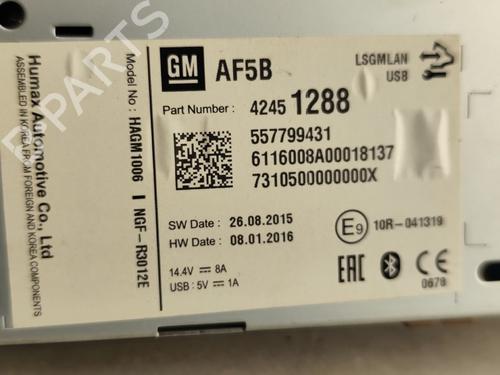 GM AF5B
LSGMLAN
USB
Part Number : 4245 1288
557799431
6116008A00018137
7310500000000X
SW Date : 26.08.2015
HW Date : 08.01.2016
E9 10R-041319
14.4V ⎓ 8A
USB : 5V ⎓ 1A
EAC
CE
0678
Model No : HAGM1006 I NGF-R3012E
Humax Automotive Co., Ltd
ASSEMBLED IN KOREA FROM
FOREIGN AND KOREA COMPONENTS
B-PARTS